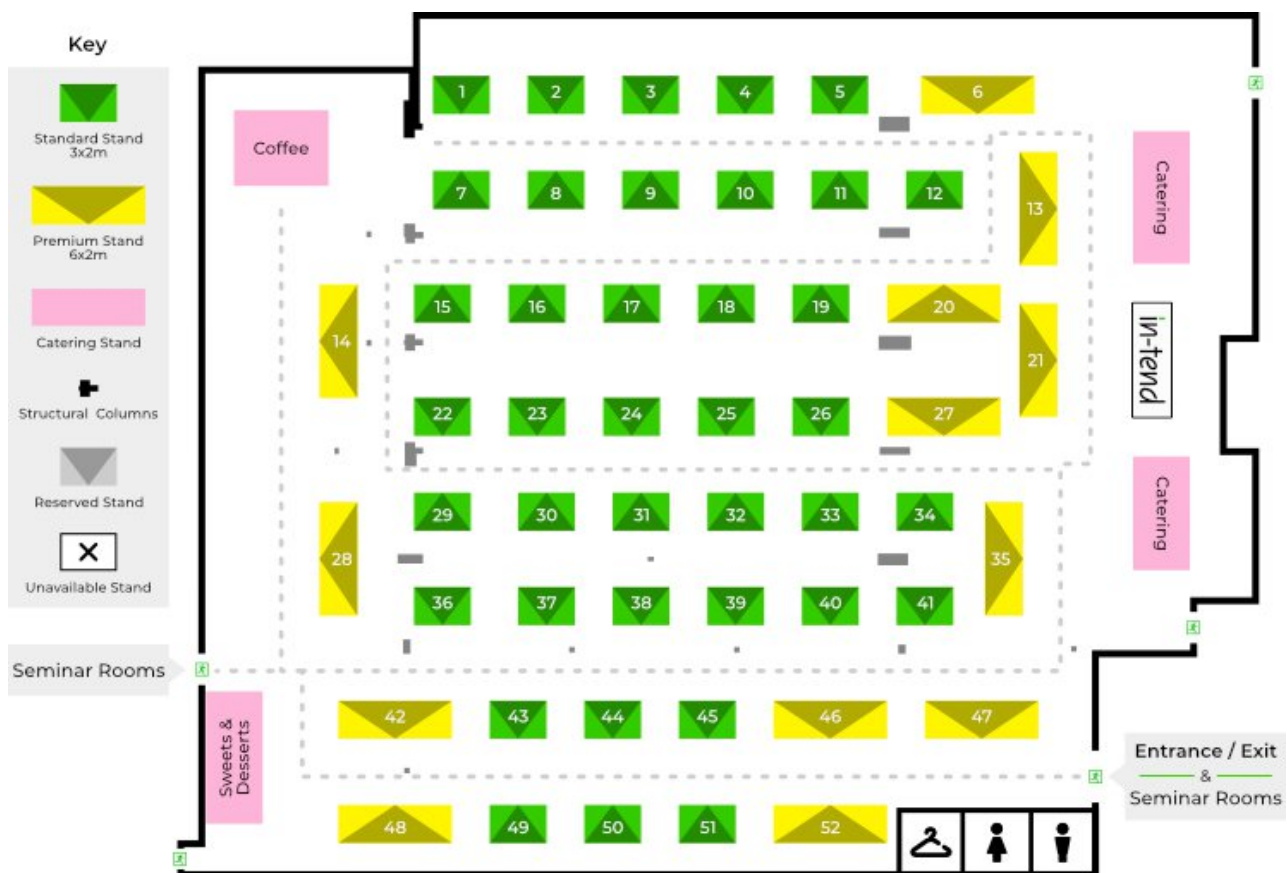 Key
Standard Stand
3x2m
Premium Stand
6x2m
Catering Stand
Structural Columns
Reserved Stand
Unavailable Stand
Seminar Rooms
Coffee
1 2 3 4 5 6
7 8 9 10 11 12
13
Catering
14
15 16 17 18 19 20
21
in-tend
22 23 24 25 26 27
28
29 30 31 32 33 34
35
Catering
36 37 38 39 40 41
Sweets &
Desserts
42 43 44 45 46 47
48 49 50 51 52
Entrance / Exit
&
Seminar Rooms